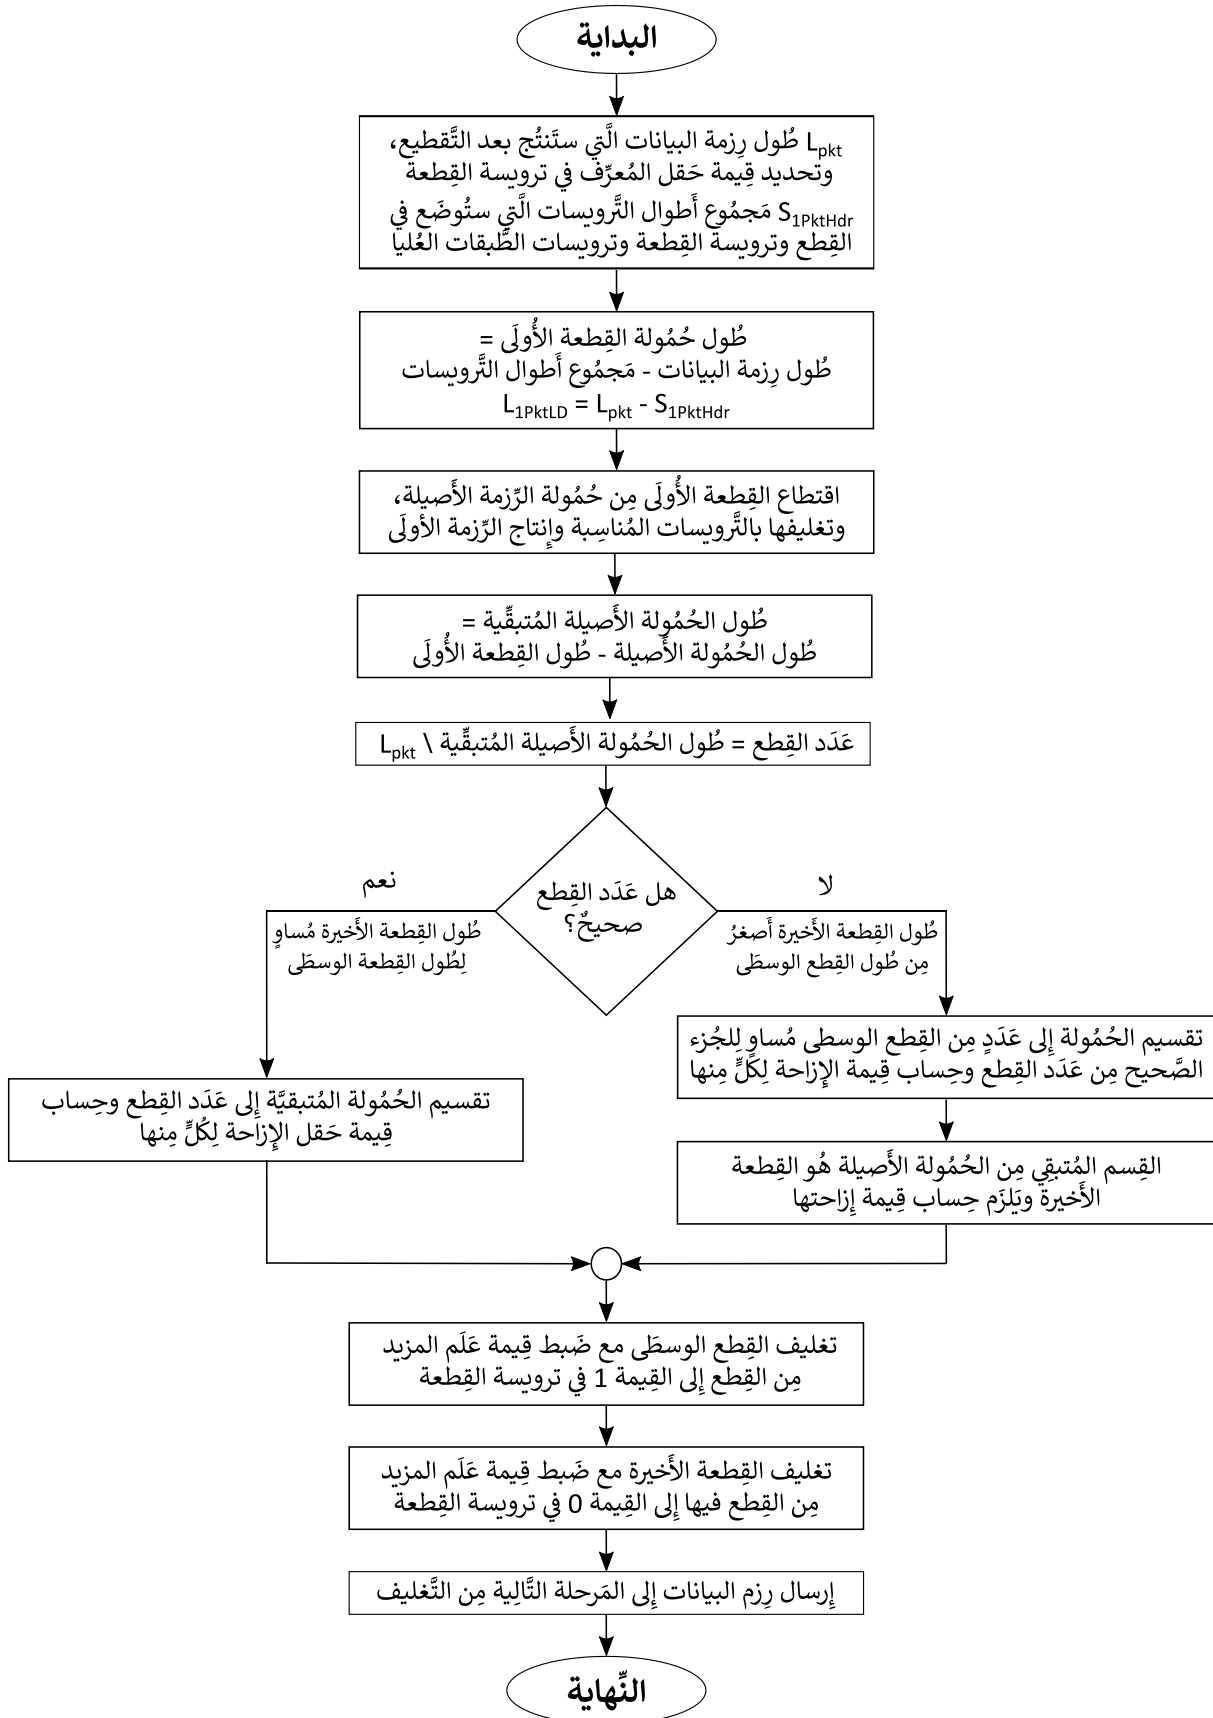 البداية
L_pkt طُول رِزمة البيانات الَّتي ستَنتُج بعد التَّقطيع،
وتحديد قِيمة حَقل المُعرِّف في ترويسة القِطعة
S_1PktHdr مَجمُوع أَطوال التَّرويسات الَّتي ستُوضَع في
القِطع وترويسة القِطعة وترويسات الطَّبقات العُليا
طُول حُمُولة القِطعة الأُولَى =
طُول رِزمة البيانات - مَجمُوع أَطوال التَّرويسات
L_1PktLD = L_pkt - S_1PktHdr
اقتطاع القِطعة الأُولَى مِن حُمُولة الرِّزمة الأَصيلة،
وتغليفها بالتَّرويسات المُناسِبة وإِنتاج الرِّزمة الأولَى
طُول الحُمُولة الأَصيلة المُتبقِّية =
طُول الحُمُولة الأَصيلة - طُول القِطعة الأُولَى
عَدَد القِطع = طُول الحُمُولة الأَصيلة المُتبقِّية \ L_pkt
هل عَدَد القِطع
صحيحٌ؟
لا
طُول القِطعة الأَخيرة أَصغرُ
مِن طُول القِطع الوسطَى
نعم
طُول القِطعة الأَخيرة مُساوٍ
لِطُول القِطعة الوسطَى
تقسيم الحُمُولة إِلى عَدَدٍ مِن القِطع الوسطى مُساوٍ لِلجُزء
الصَّحيح مِن عَدَد القِطع وحِساب قِيمة الإِزاحة لِكلٍّ مِنها
القِسم المُتبقِي مِن الحُمُولة الأَصيلة هُو القِطعة
الأَخيرة ويَلزَم حِساب قِيمة إِزاحتها
تقسيم الحُمُولة المُتبقيَّة إِلى عَدَد القِطع وحِساب
قِيمة حَقل الإِزاحة لِكُلٍّ مِنها
تغليف القِطع الوسطَى مع ضَبط قِيمة عَلَم المزيد
مِن القِطع إِلى القِيمة 1 في ترويسة القِطعة
تغليف القِطعة الأَخيرة مع ضَبط قِيمة عَلَم المزيد
مِن القِطع فيها إِلى القِيمة 0 في ترويسة القِطعة
إِرسال رِزم البيانات إِلى المَرحلة التَّالِية مِن التَّغليف
النِّهاية